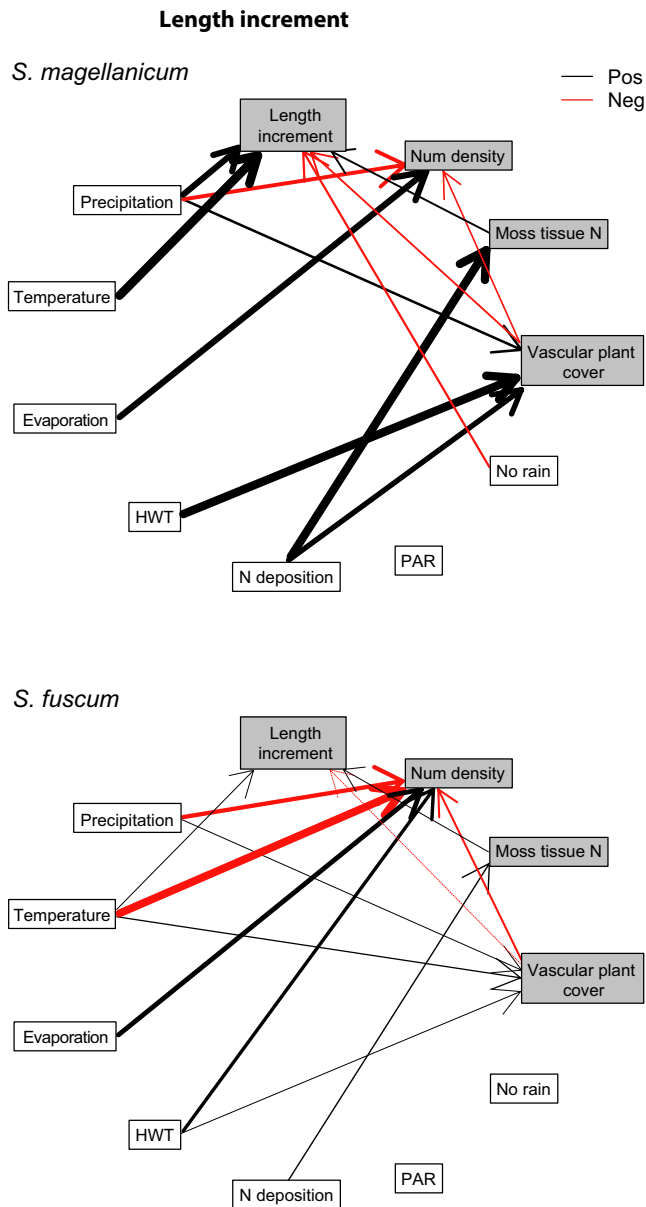 Length increment
S. magellanicum
Pos
Neg
Length
increment
Num density
Precipitation
Moss tissue N
Temperature
Vascular plant
cover
Evaporation
No rain
HWT
PAR
N deposition
S. fuscum
Length
increment
Num density
Precipitation
Moss tissue N
Temperature
Vascular plant
cover
Evaporation
No rain
HWT
PAR
N deposition